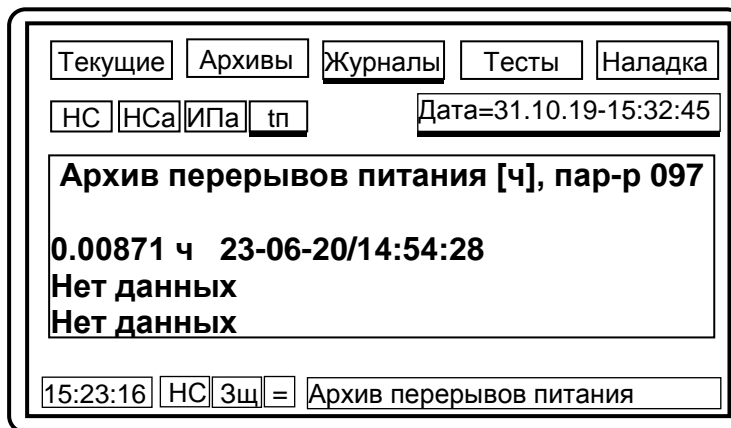 Текущие Архивы Журналы Тесты Наладка
НС НСа ИПа tп Дата=31.10.19-15:32:45
Архив перерывов питания [ч], пар-р 097
0.00871 ч 23-06-20/14:54:28
Нет данных
Нет данных
15:23:16 НС Зщ = Архив перерывов питания